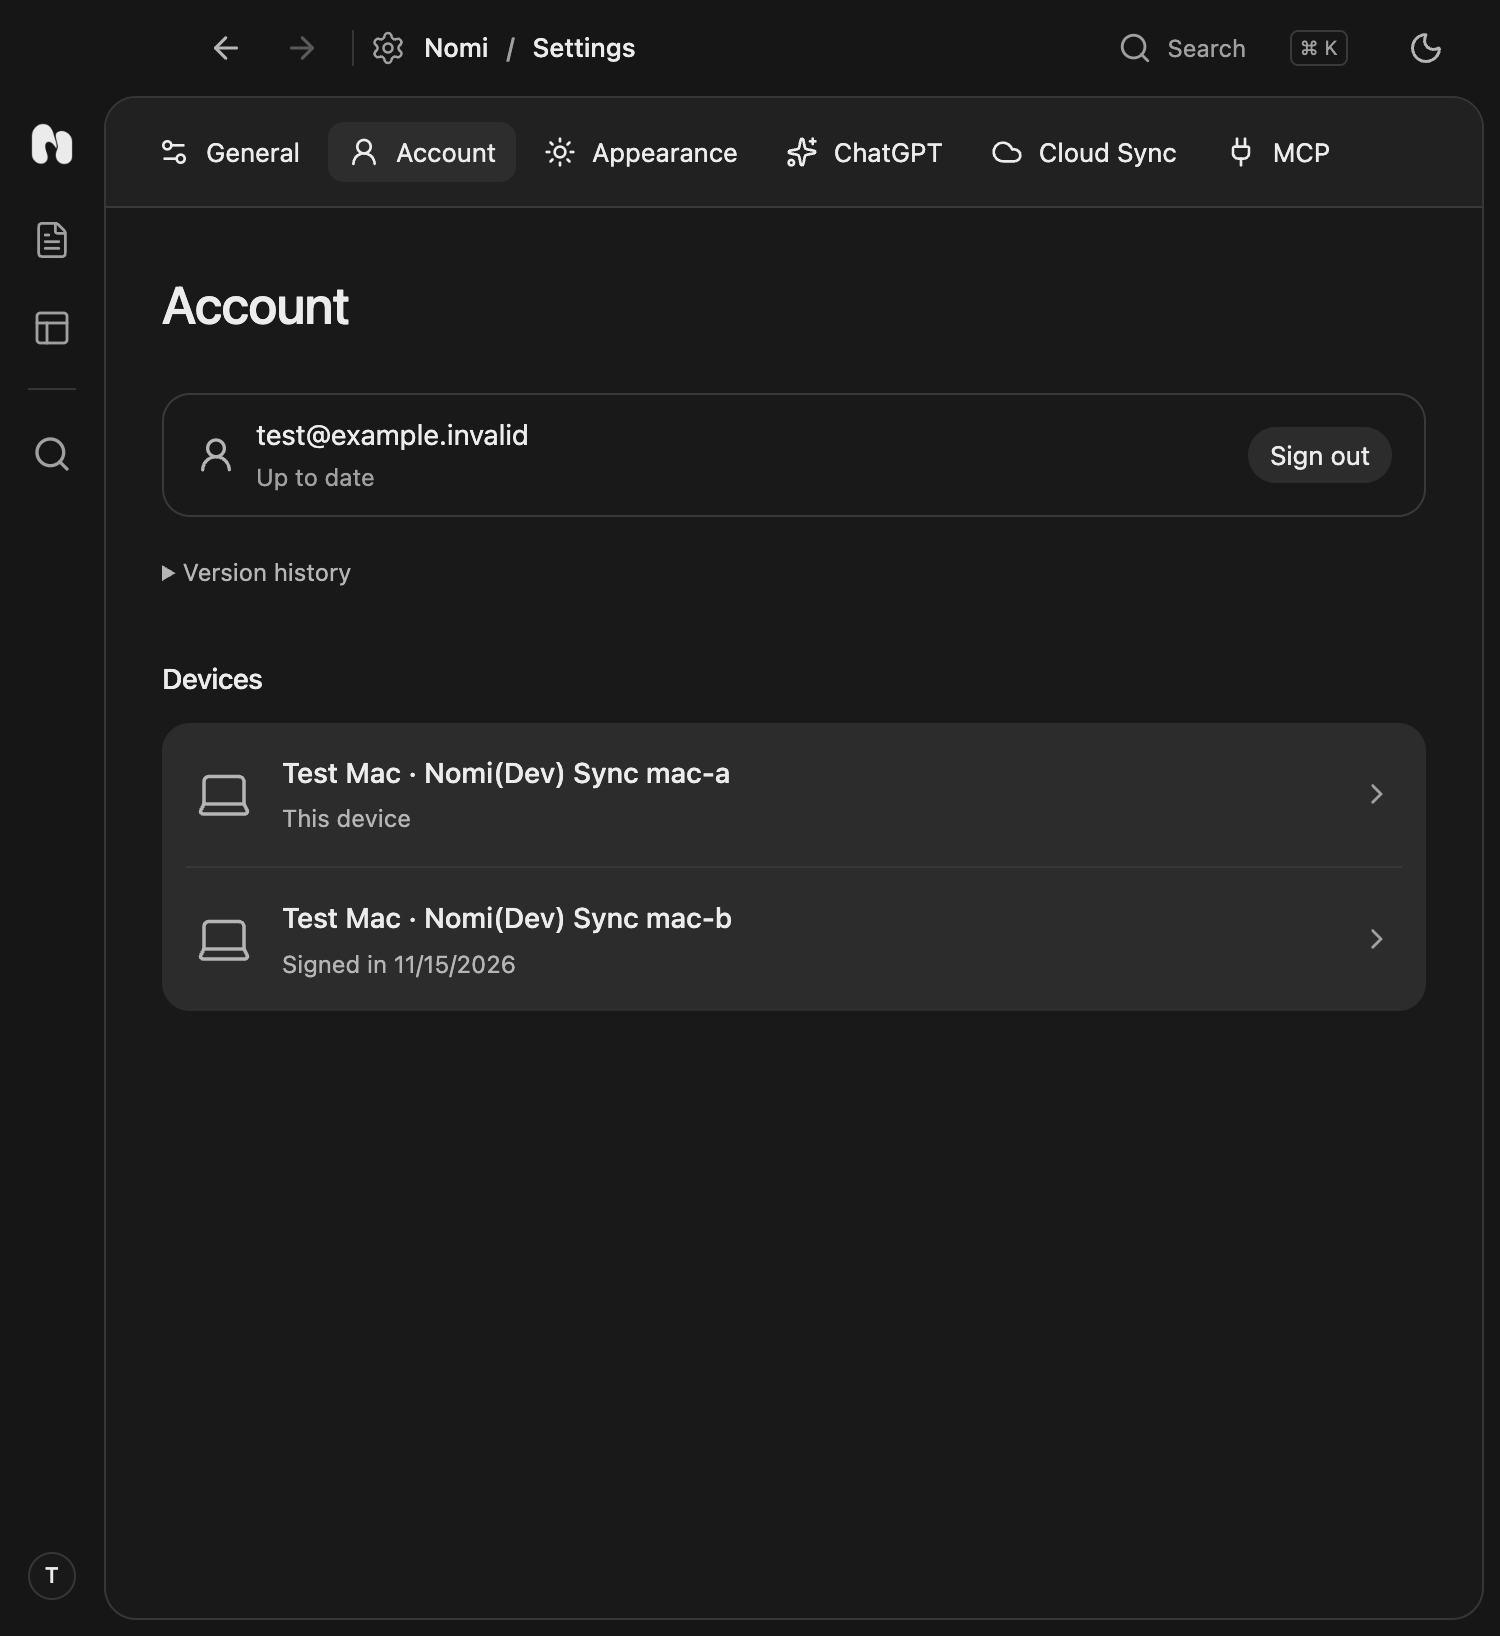 Nomi / Settings
Search ⌘ K
General Account Appearance ChatGPT Cloud Sync MCP
Account
test@example.invalid
Up to date
Sign out
Version history
Devices
Test Mac · Nomi(Dev) Sync mac-a
This device
Test Mac · Nomi(Dev) Sync mac-b
Signed in 11/15/2026
T